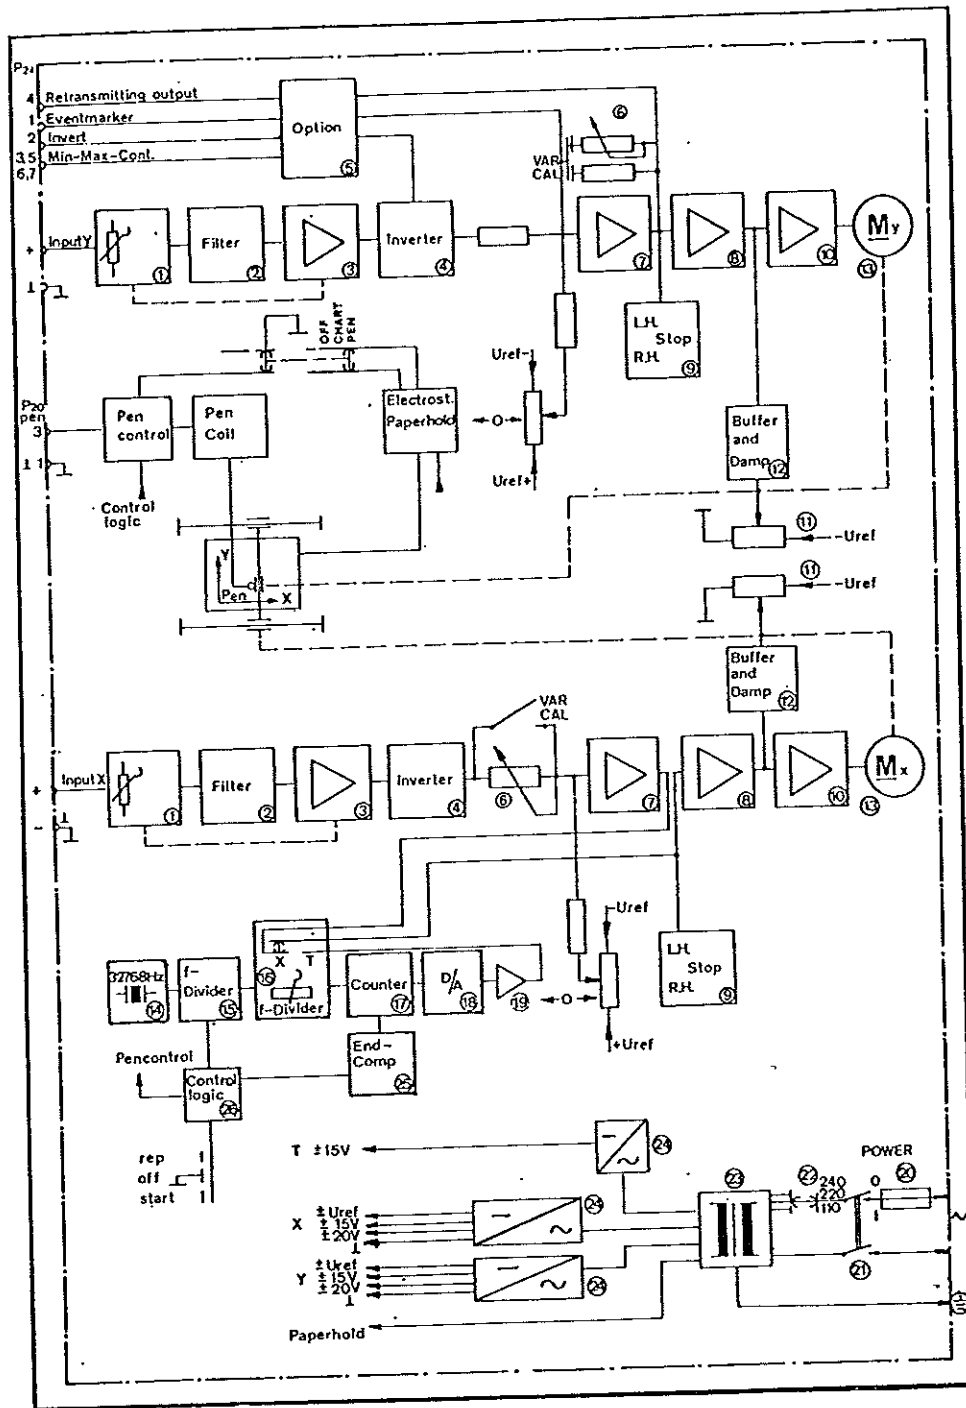 P24
4 Retransmitting output
1 Eventmarker
2 Invert
3,5 Min-Max-Cont.
6,7
Option
5
6
VAR
CAL
+ Input Y
1
Filter
2
3
Inverter
4
7
8
10
My
13
L.H.
Stop
R.H.
9
OFF
CHART
PEN
P20
pen
3
1
Pen
control
Pen
Coil
Electrost.
Paperhold
Uref-
O
Uref+
Buffer
and
Damp
12
Control
logic
11
-Uref
Y
Pen
X
11
-Uref
Buffer
and
Damp
12
VAR
CAL
+ Input X
-
1
Filter
2
3
Inverter
4
6
7
8
10
Mx
13
-Uref
O
+Uref
L.H.
Stop
R.H.
9
32768Hz
14
f-
Divider
15
16
X T
f-Divider
Counter
17
D/A
18
19
End-
Comp
25
Pencontrol
Control
logic
26
rep 1
off
start 1
T ±15V
24
POWER
23
22
240
220
110
0
1
20
21
X
±Uref
±15V
±20V
24
Y
±Uref
±15V
±20V
24
Paperhold
~